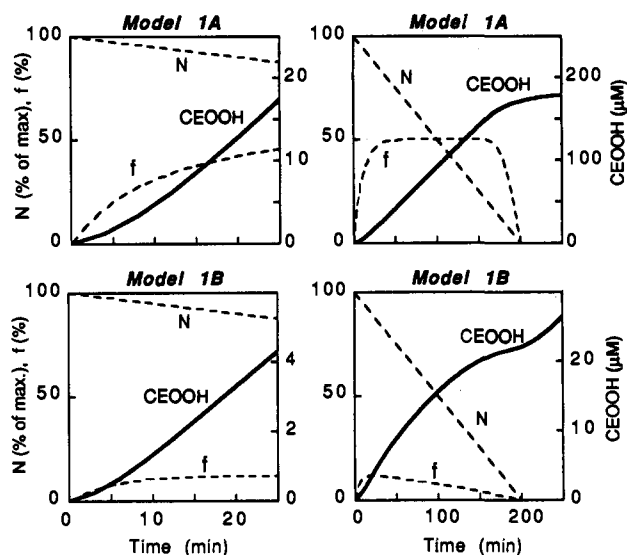 Model 1A
Model 1A
100
50
0
N (% of max), f (%)
N
CEOOH
f
20
10
0
100
50
0
N
CEOOH
f
200
100
0
CEOOH (µM)
Model 1B
Model 1B
100
50
0
N (% of max.), f (%)
N
CEOOH
f
4
2
0
0 10 20
Time (min)
100
50
0
CEOOH
N
f
20
10
0
CEOOH (µM)
0 100 200
Time (min)